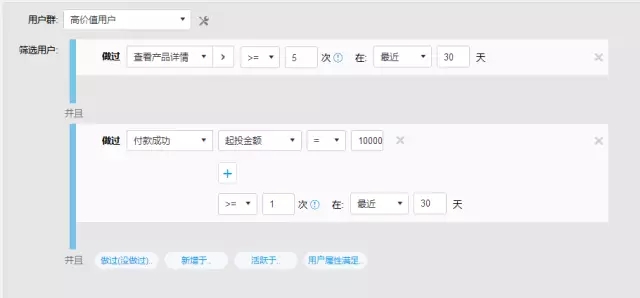 用户群: 高价值用户
筛选用户:
做过 查看产品详情 >= 5 次 在: 最近 30 天
并且
做过 付款成功 起投金额 = 10000
+
>= 1 次 在: 最近 30 天
并且 做过(没做过).. 新增于.. 活跃于.. 用户属性满足..